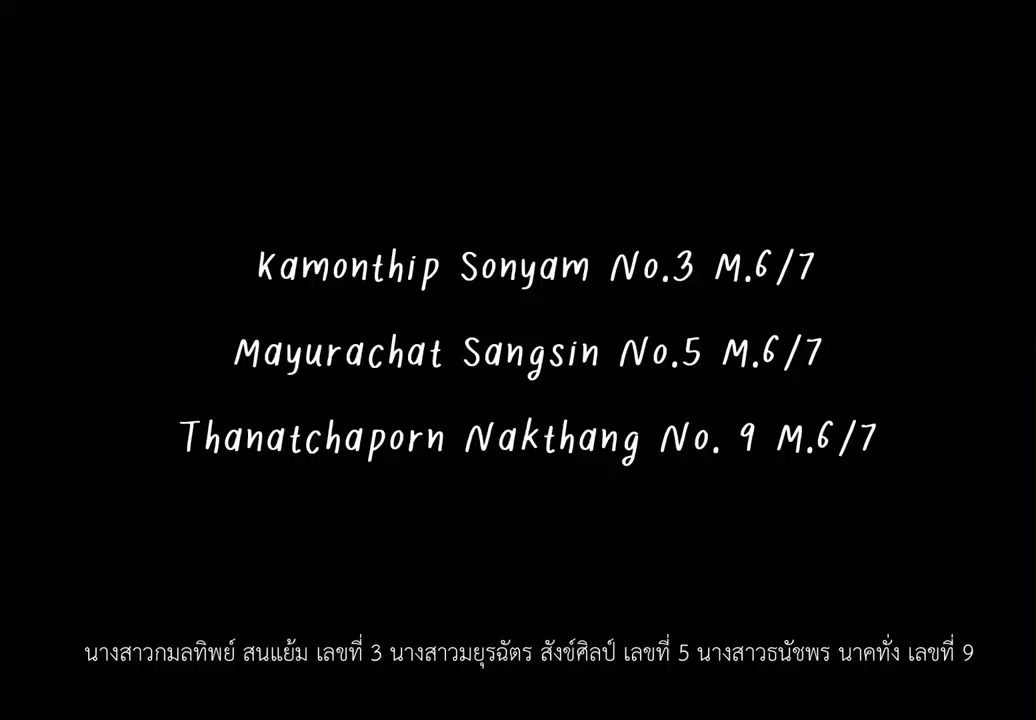 Kamonthip Sonyam No.3 M.6/7
Mayurachat Sangsin No.5 M.6/7
Thanatchaporn Nakthang No. 9 M.6/7
นางสาวกมลทิพย์ สนแย้ม เลขที่ 3 นางสาวมยุรฉัตร สังข์ศิลป์ เลขที่ 5 นางสาวธนัชพร นาคทั่ง เลขที่ 9